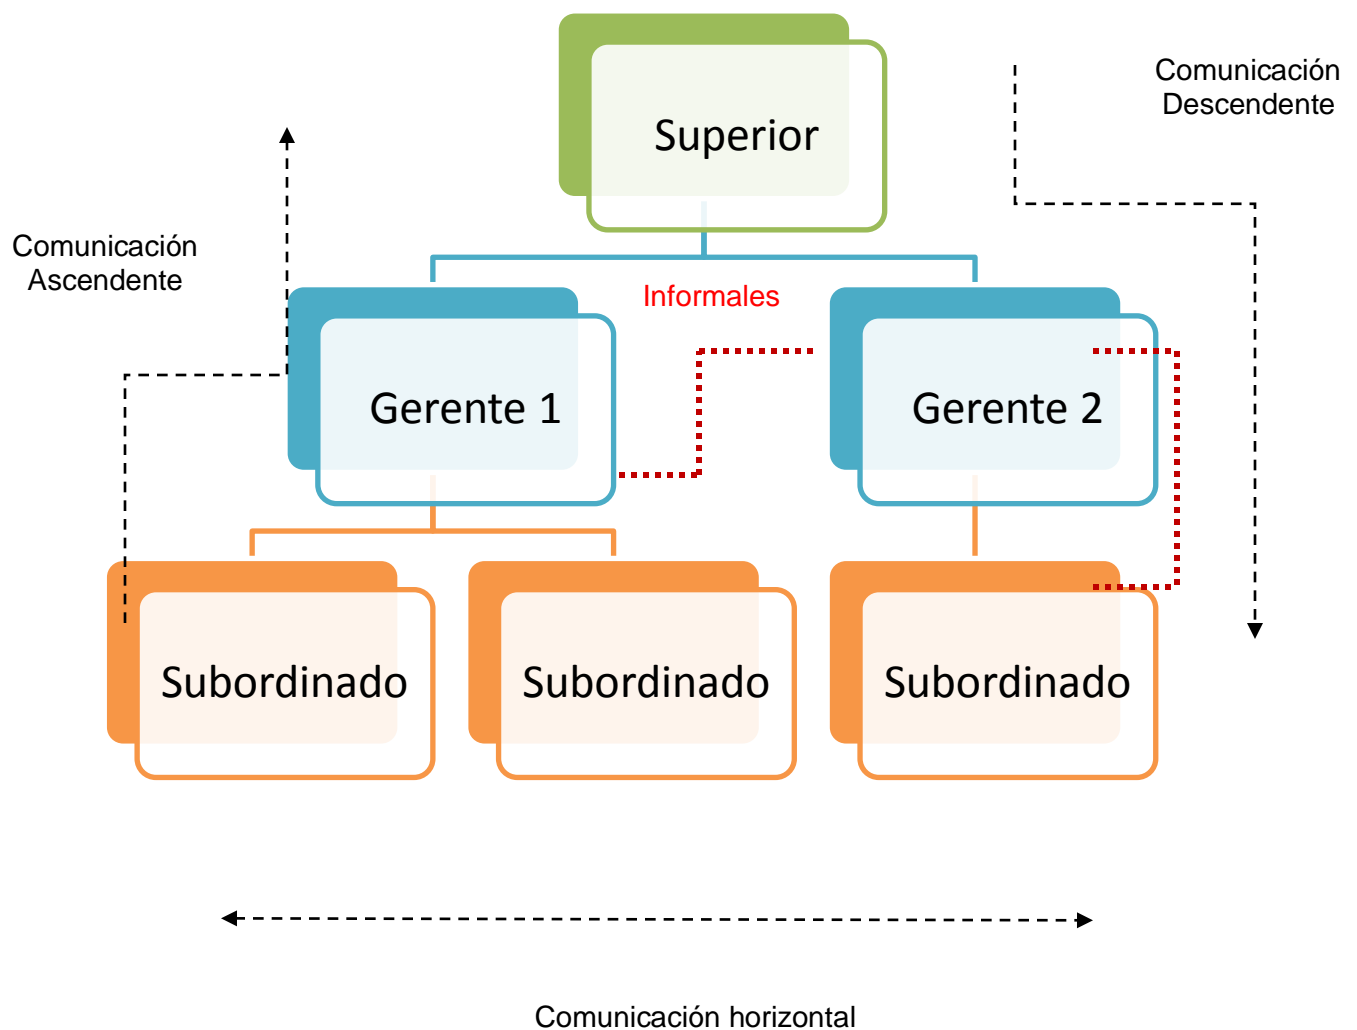 Comunicación
Descendente
Superior
Comunicación
Ascendente
Informales
Gerente 1
Gerente 2
Subordinado
Subordinado
Subordinado
Comunicación horizontal